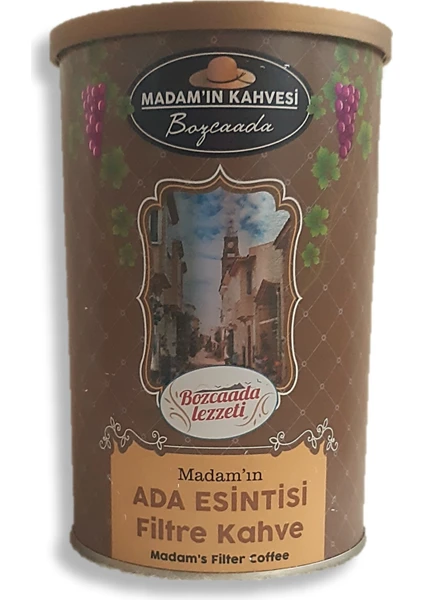 MADAM'IN KAHVESİ
Bozcaada
Bozcaada
lezzeti
Madam'ın
ADA ESİNTİSİ
Filtre Kahve
Madam's Filter Coffee